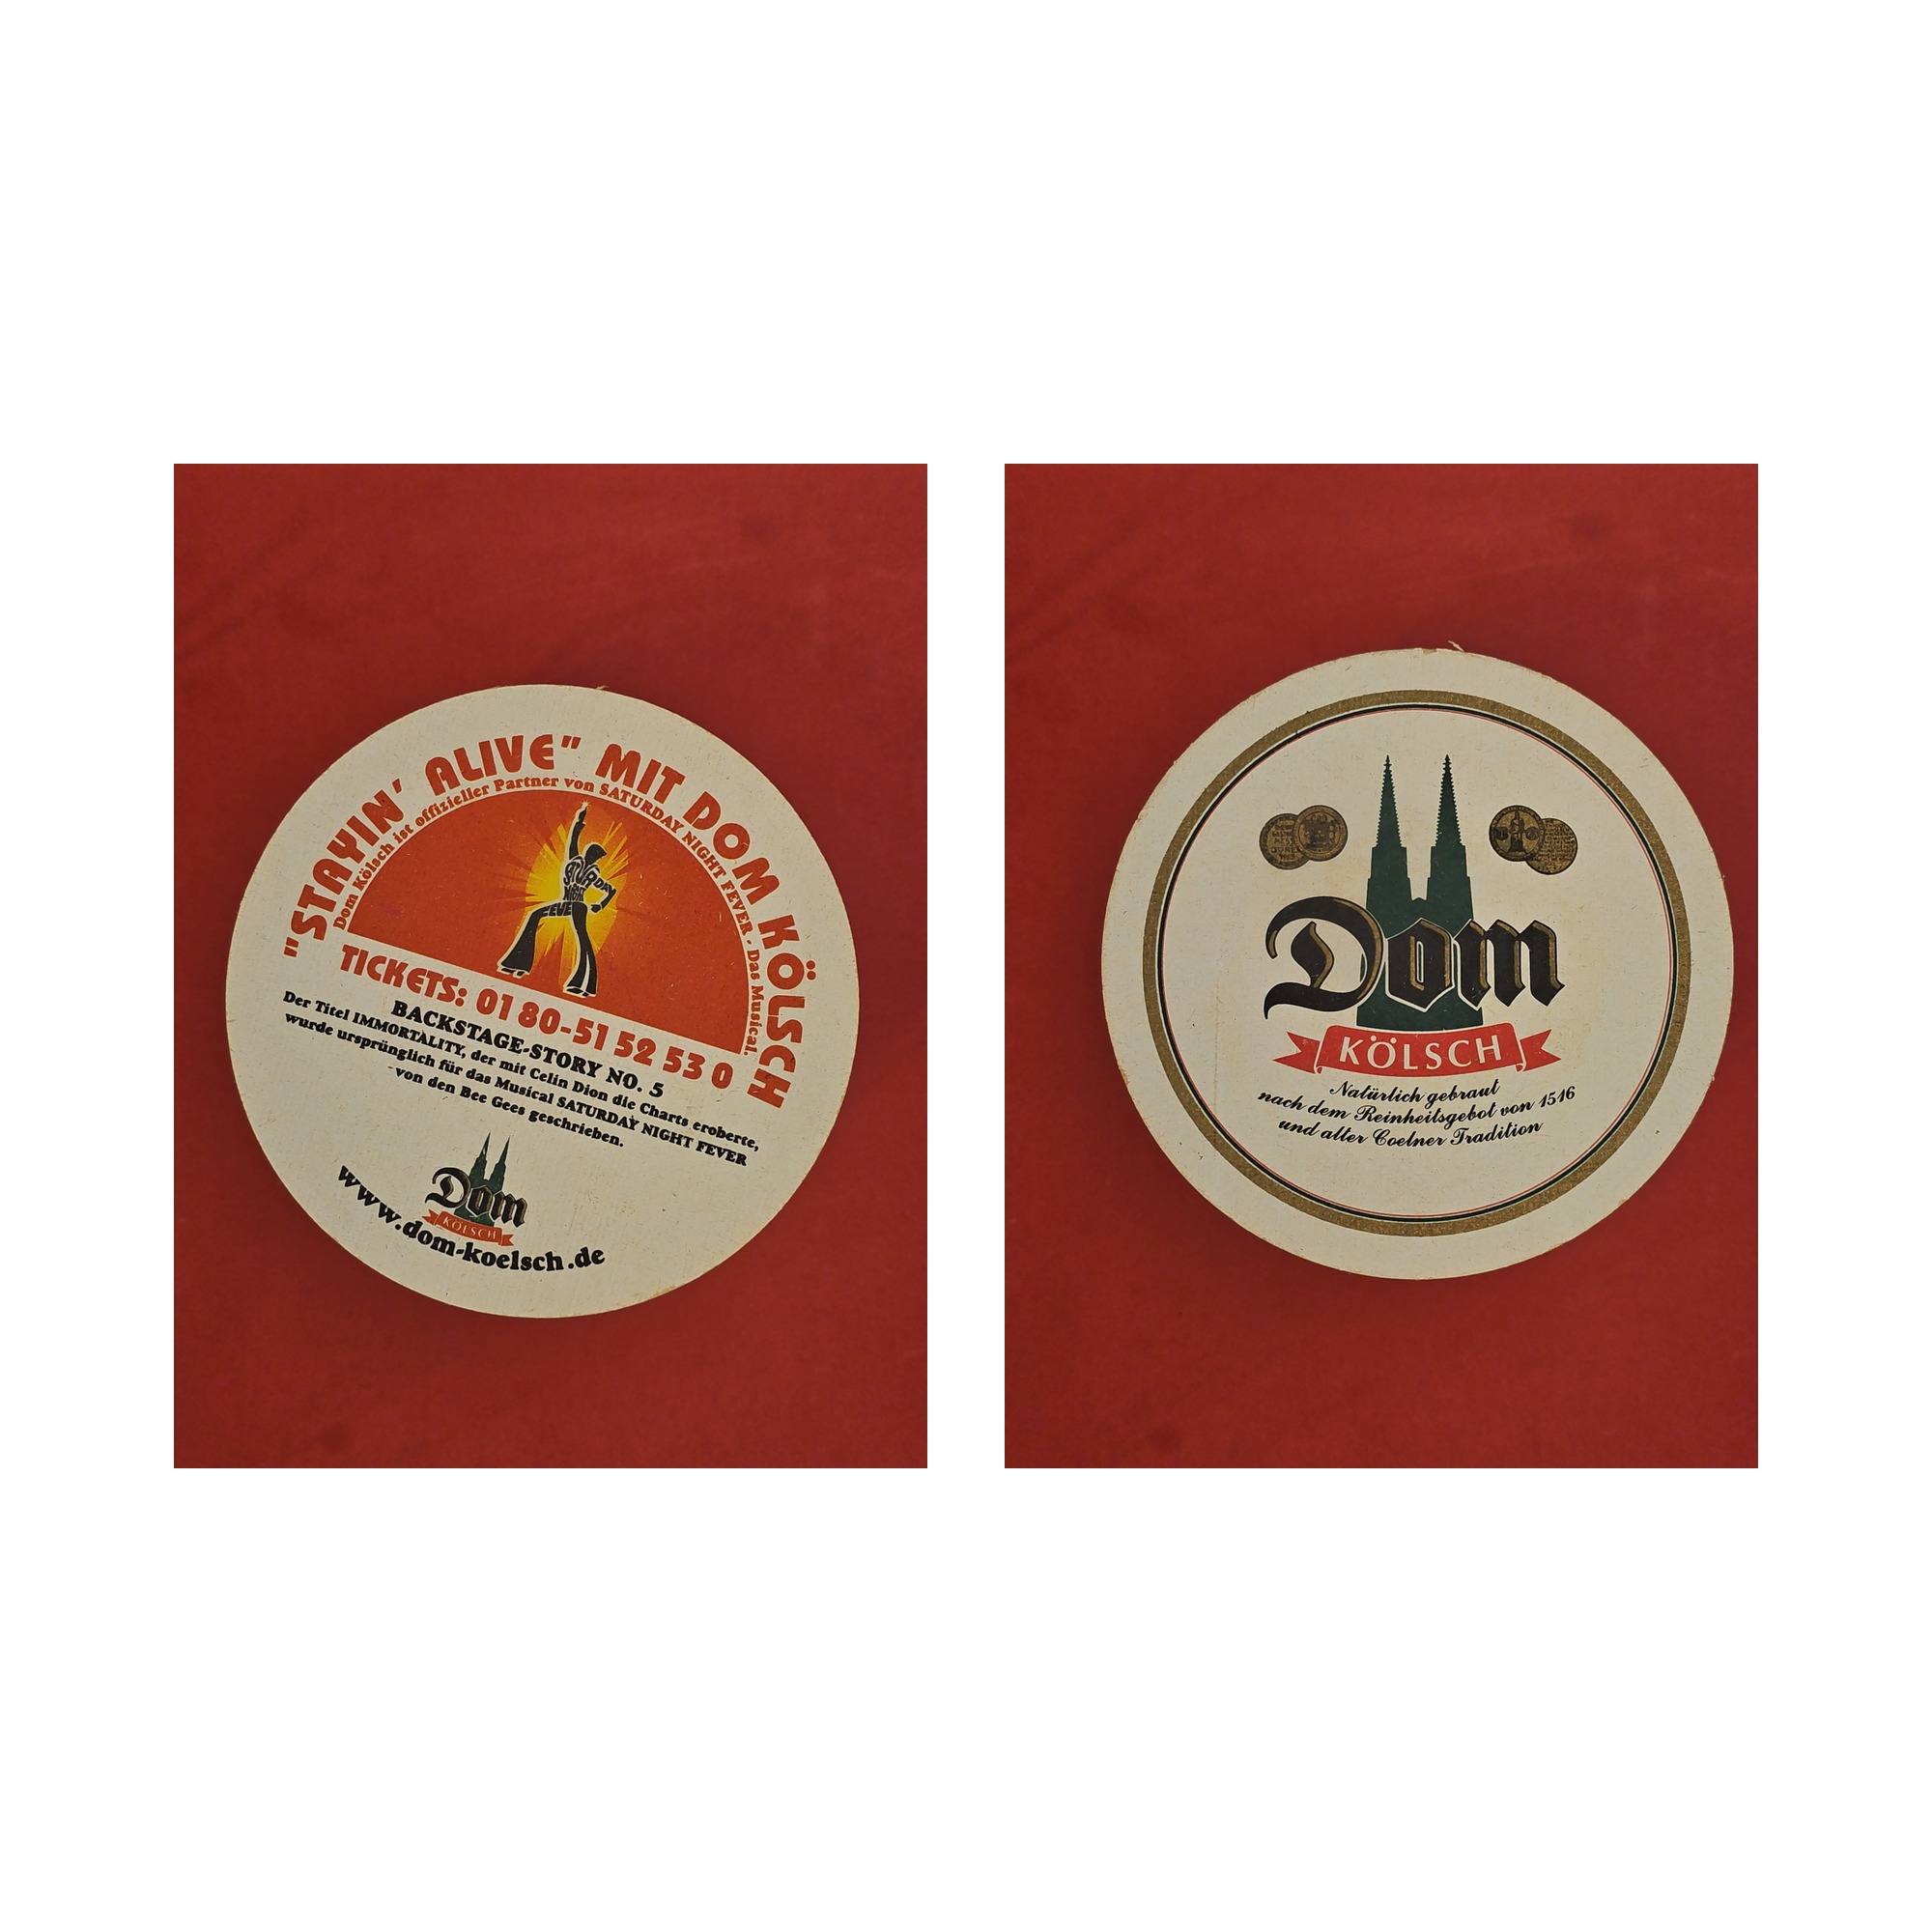 "STAYIN' ALIVE" MIT DOM KÖLSCH
Dom Kölsch ist offizieller Partner von SATURDAY NIGHT FEVER - Das Musical.
SATURDAY
NIGHT
FEVER
TICKETS: 01 80-51 52 53 0
BACKSTAGE-STORY NO. 5
Der Titel IMMORTALITY, der mit Celin Dion die Charts eroberte,
wurde ursprünglich für das Musical SATURDAY NIGHT FEVER
von den Bee Gees geschrieben.
Dom
KÖLSCH
www.dom-koelsch.de
Dom
KÖLSCH
Natürlich gebraut
nach dem Reinheitsgebot von 1516
und alter Coelner Tradition